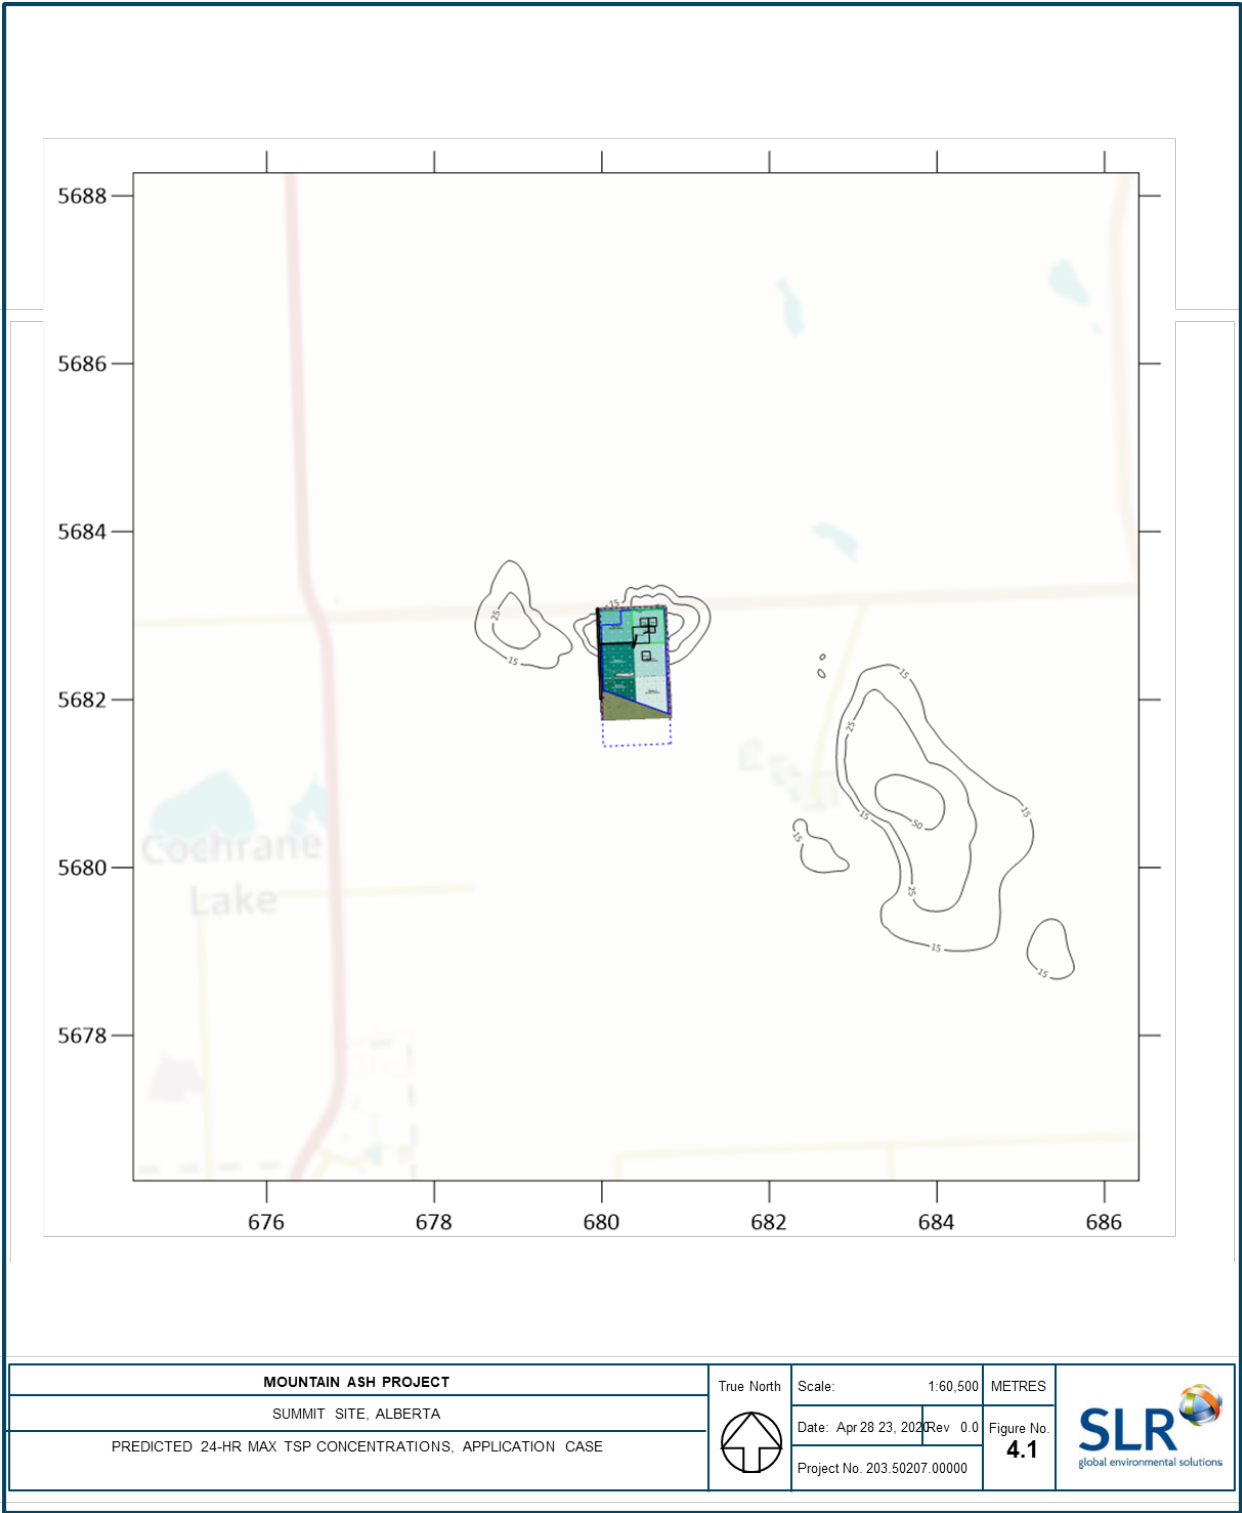 5688
5686
5684
15
25
15
5682
15
25
15
50
15
15
Cochrane
5680
Lake
25
15
15
5678
676 678 680 682 684 686
MOUNTAIN ASH PROJECT
SUMMIT SITE, ALBERTA
PREDICTED 24-HR MAX TSP CONCENTRATIONS, APPLICATION CASE
True North
Scale: 1:60,500 METRES
Date: Apr 28 23, 2020 Rev 0.0
Project No. 203.50207.00000
Figure No.
4.1
SLR
global environmental solutions